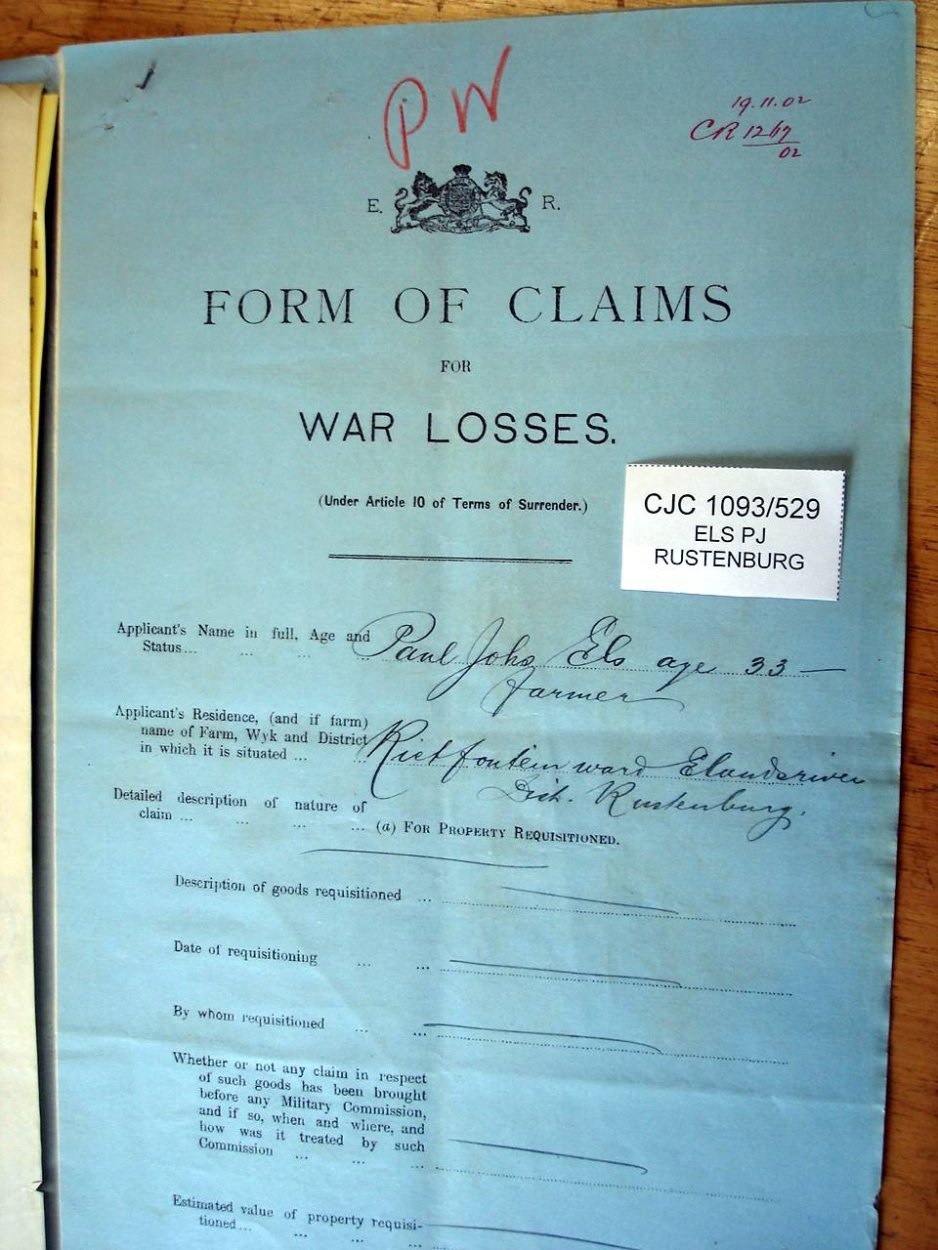 PW
19.11.02
CR 1217
02
E. R.
FORM OF CLAIMS
FOR
WAR LOSSES.
(Under Article 10 of Terms of Surrender.)
CJC 1093/529
ELS PJ
RUSTENBURG
Applicant's Name in full, Age and Paul Johs Els age 33 —
Status... ... ... ... farmer
Applicant's Residence, (and if farm)
name of Farm, Wyk and District Rietfontein ward Elandsriver
in which it is situated ... ... Dist. Rustenburg.
Detailed description of nature of
claim ... ... ... ... (a) FOR PROPERTY REQUISITIONED.
Description of goods requisitioned ...
Date of requisitioning ... ...
By whom requisitioned ... ...
Whether or not any claim in respect
of such goods has been brought
before any Military Commission,
and if so, when and where, and
how was it treated by such
Commission ... ... ...
Estimated value of property requisi-
tioned... ... ... ...